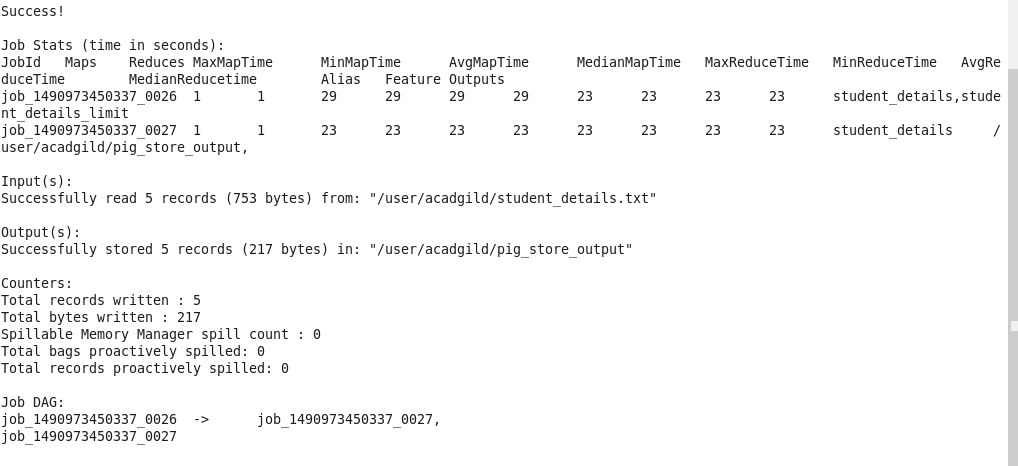 Success!
Job Stats (time in seconds):
JobId   Maps    Reduces MaxMapTime      MinMapTime      AvgMapTime      MedianMapTime   MaxReduceTime   MinReduceTime   AvgRe
duceTime        MedianReducetime        Alias   Feature Outputs
job_1490973450337_0026  1       1       29      29      29      29      23      23      23      23      student_details,stude
nt_details_limit
job_1490973450337_0027  1       1       23      23      23      23      23      23      23      23      student_details     /
user/acadgild/pig_store_output,
Input(s):
Successfully read 5 records (753 bytes) from: "/user/acadgild/student_details.txt"
Output(s):
Successfully stored 5 records (217 bytes) in: "/user/acadgild/pig_store_output"
Counters:
Total records written : 5
Total bytes written : 217
Spillable Memory Manager spill count : 0
Total bags proactively spilled: 0
Total records proactively spilled: 0
Job DAG:
job_1490973450337_0026  ->      job_1490973450337_0027,
job_1490973450337_0027